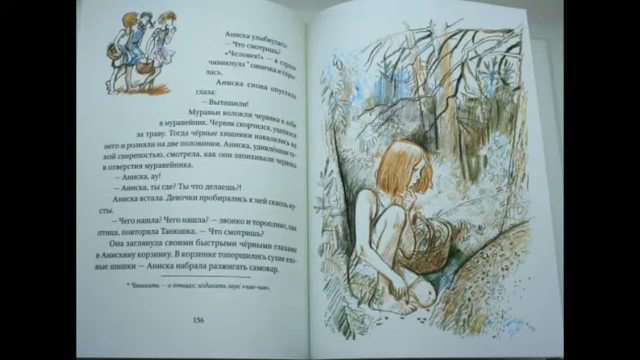 Аниска улыбнулась.
— Что смотришь?
«Человек!» — в страхе
чивикнула* синичка и скры-
лась.
Аниска снова опустила
глаза:
— Вытащили!
Муравьи волокли червяка к себе
в муравейник. Червяк скорчился, уцепился
за траву. Тогда чёрные хищники навалились на
него и розняли на две половинки. Аниска, удивлённая та-
кой свирепостью, смотрела, как они запихивали червяка
в отверстия муравейника.
— Аниска, ау!
— Аниска, ты где? Ты что делаешь?!
Аниска встала. Девочки пробирались к ней сквозь ку-
сты.
— Чего нашла? Чего нашла? — звонко и торопливо, как
птица, повторяла Танюшка. — Что смотришь?
Она заглянула своими быстрыми чёрными глазами
в Анискину корзинку. В корзинке топорщились сухие ело-
вые шишки — Аниска набрала разжигать самовар.
* Чивикать — о птицах: издавать звук «чив-чив».
156